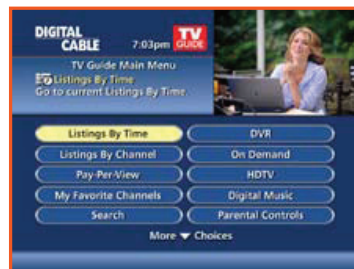 DIGITAL
CABLE
7:03pm
TV
GUIDE
TV Guide Main Menu
Listings By Time
Go to current Listings By Time
Listings By Time
DVR
Listings By Channel
On Demand
Pay-Per-View
HDTV
My Favorite Channels
Digital Music
Search
Parental Controls
More ▼ Choices